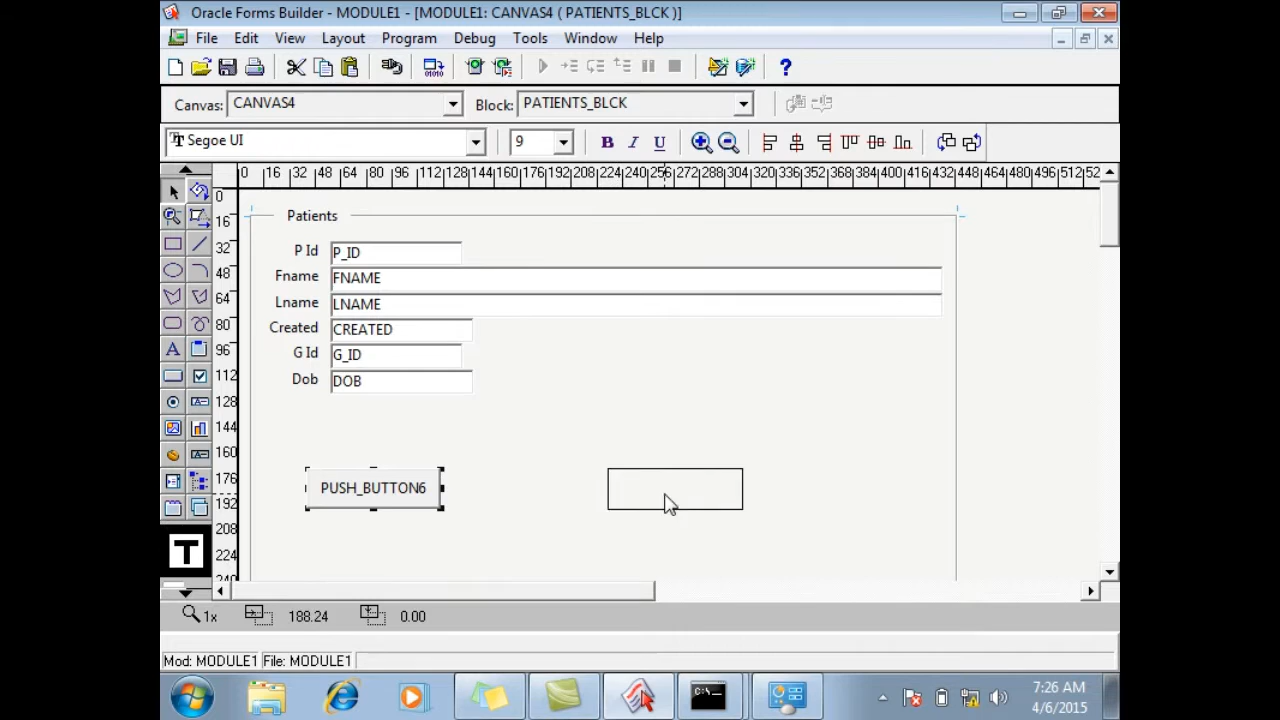 Oracle Forms Builder - MODULE1 - [MODULE1: CANVAS4 ( PATIENTS_BLCK )]
File Edit View Layout Program Debug Tools Window Help
Canvas: CANVAS4 Block: PATIENTS_BLCK
Segoe UI 9 B I U
0 16 32 48 64 80 96 112 128 144 160 176 192 208 224 240 256 272 288 304 320 336 352 368 384 400 416 432 448 464 480 496 512 52
0
16
32
48
64
80
96
112
128
144
160
176
192
208
224
240
Patients
P Id P_ID
Fname FNAME
Lname LNAME
Created CREATED
G Id G_ID
Dob DOB
PUSH_BUTTON6
T
1x 188.24 0.00
Mod: MODULE1 File: MODULE1
7:26 AM
4/6/2015